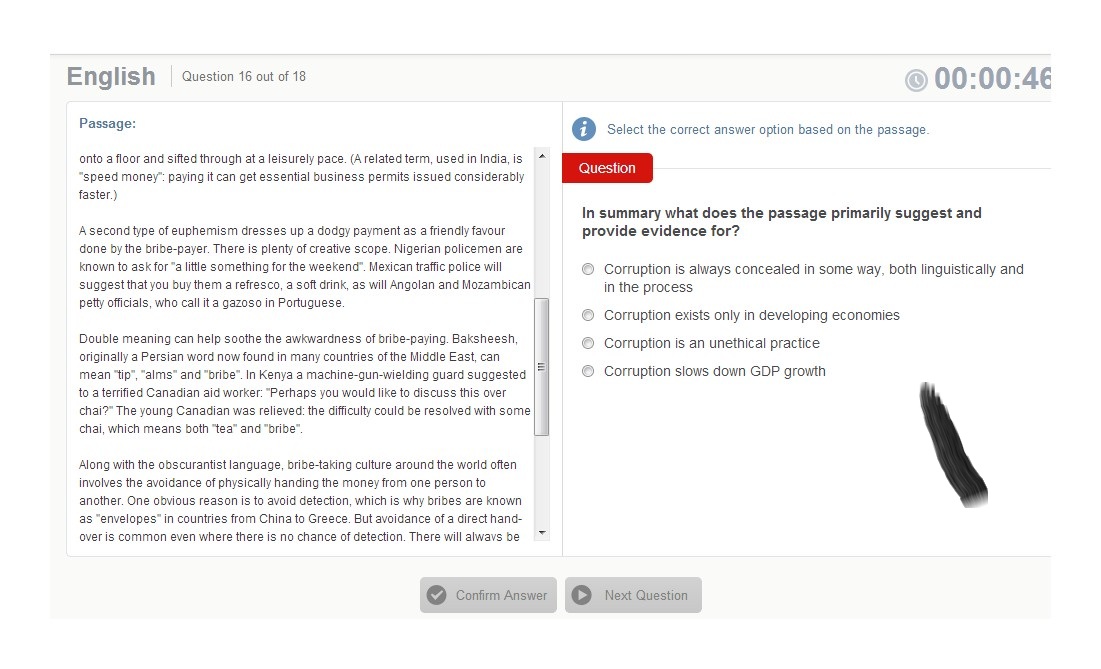 English
Question 16 out of 18
00:00:46
Passage:
onto a floor and sifted through at a leisurely pace. (A related term, used in India, is
"speed money": paying it can get essential business permits issued considerably
faster.)
A second type of euphemism dresses up a dodgy payment as a friendly favour
done by the bribe-payer. There is plenty of creative scope. Nigerian policemen are
known to ask for "a little something for the weekend". Mexican traffic police will
suggest that you buy them a refresco, a soft drink, as will Angolan and Mozambican
petty officials, who call it a gazoso in Portuguese.
Double meaning can help soothe the awkwardness of bribe-paying. Baksheesh,
originally a Persian word now found in many countries of the Middle East, can
mean "tip", "alms" and "bribe". In Kenya a machine-gun-wielding guard suggested
to a terrified Canadian aid worker: "Perhaps you would like to discuss this over
chai?" The young Canadian was relieved: the difficulty could be resolved with some
chai, which means both "tea" and "bribe".
Along with the obscurantist language, bribe-taking culture around the world often
involves the avoidance of physically handing the money from one person to
another. One obvious reason is to avoid detection, which is why bribes are known
as "envelopes" in countries from China to Greece. But avoidance of a direct hand-
over is common even where there is no chance of detection. There will always be
Select the correct answer option based on the passage.
Question
In summary what does the passage primarily suggest and
provide evidence for?
Corruption is always concealed in some way, both linguistically and
in the process
Corruption exists only in developing economies
Corruption is an unethical practice
Corruption slows down GDP growth
Confirm Answer
Next Question